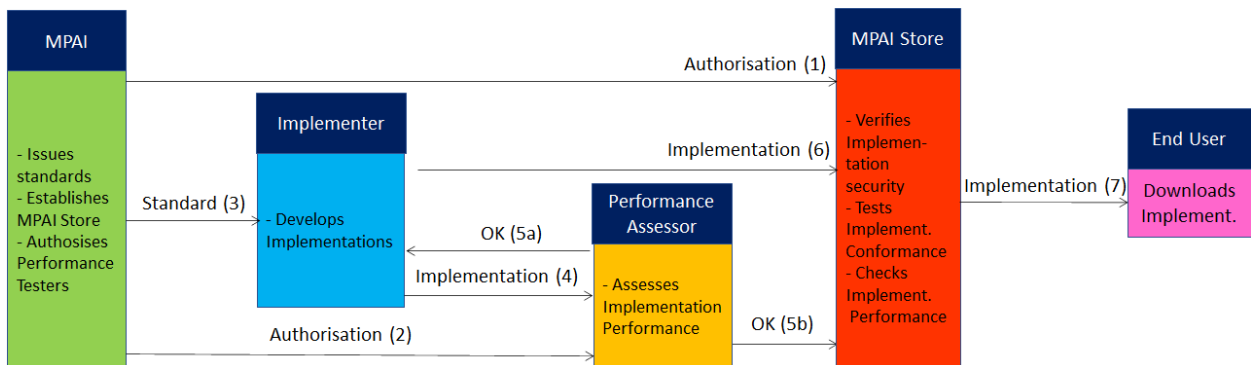 MPAI
- Issues
standards
- Establishes
MPAI Store
- Authosises
Performance
Testers
Authorisation (1)
Standard (3)
Implementer
- Develops
Implementations
Implementation (6)
OK (5a)
Implementation (4)
Authorisation (2)
Performance
Assessor
- Assesses
Implementation
Performance
OK (5b)
MPAI Store
- Verifies
Implemen-
tation
security
- Tests
Implement.
Conformance
- Checks
Implement.
Performance
Implementation (7)
End User
Downloads
Implement.